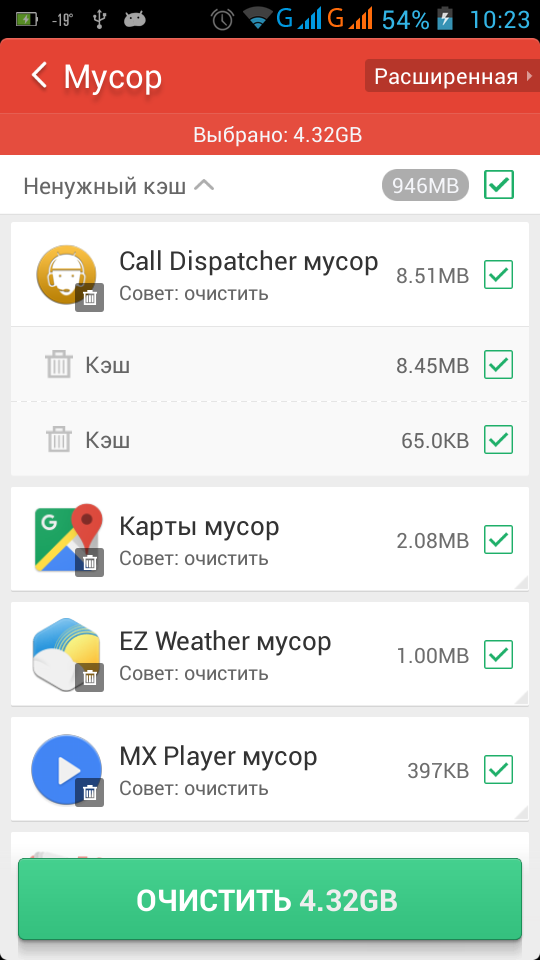 -19° G G 54% 10:23
Мусор
Расширенная
Выбрано: 4.32GB
Ненужный кэш 946MB
Call Dispatcher мусор 8.51MB
Совет: очистить
Кэш 8.45MB
Кэш 65.0KB
G
Карты мусор 2.08MB
Совет: очистить
EZ Weather мусор 1.00MB
Совет: очистить
MX Player мусор 397KB
Совет: очистить
ОЧИСТИТЬ 4.32GB